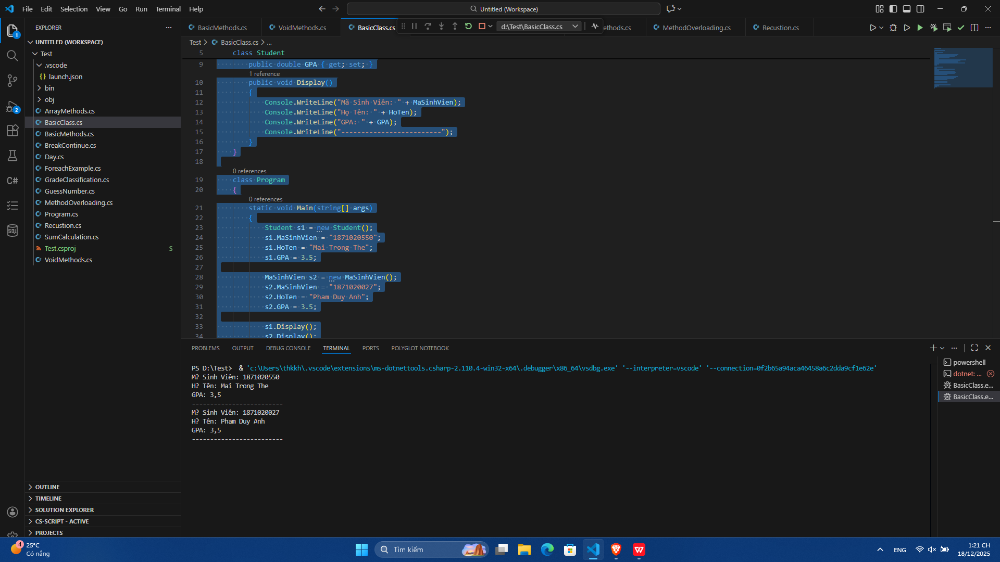 File Edit Selection View Go Run Terminal Help
Untitled (Workspace)
EXPLORER
UNTITLED (WORKSPACE)
Test
.vscode
launch.json
bin
obj
ArrayMethods.cs
BasicClass.cs
BasicMethods.cs
BreakContinue.cs
Day.cs
ForeachExample.cs
GradeClassification.cs
GuessNumber.cs
MethodOverloading.cs
Program.cs
Recustion.cs
SumCalculation.cs
Test.csproj S
VoidMethods.cs
OUTLINE
TIMELINE
SOLUTION EXPLORER
CS-SCRIPT - ACTIVE
PROJECTS
1
2
C#
SQL
BasicMethods.cs VoidMethods.cs BasicClass.cs d:\Test\BasicClass.cs ethods.cs MethodOverloading.cs Recustion.cs
Test > BasicClass.cs > ...
5 class Student
9 public double GPA { get; set; }
1 reference
10 public void Display()
11 {
12 Console.WriteLine("Mã Sinh Viên: " + MaSinhVien);
13 Console.WriteLine("Họ Tên: " + HoTen);
14 Console.WriteLine("GPA: " + GPA);
15 Console.WriteLine("-------------------------");
16 }
17 }
18
0 references
19 class Program
20 {
0 references
21 static void Main(string[] args)
22 {
23 Student s1 = new Student();
24 s1.MaSinhVien = "1871020550";
25 s1.HoTen = "Mai Trong The";
26 s1.GPA = 3.5;
27
28 MaSinhVien s2 = new MaSinhVien();
29 s2.MaSinhVien = "1871020027";
30 s2.HoTen = "Pham Duy Anh";
31 s2.GPA = 3.5;
32
33 s1.Display();
34 s2.Display();
PROBLEMS OUTPUT DEBUG CONSOLE TERMINAL PORTS POLYGLOT NOTEBOOK
PS D:\Test> & 'c:\Users\thkkh\.vscode\extensions\ms-dotnettools.csharp-2.110.4-win32-x64\.debugger\x86_64\vsdbg.exe' '--interpreter=vscode' '--connection=0f2b65a94aca46458a6c2dda9cf1e62e'
M? Sinh Viên: 1871020550
H? Tên: Mai Trong The
GPA: 3,5
-------------------------
M? Sinh Viên: 1871020027
H? Tên: Pham Duy Anh
GPA: 3,5
-------------------------
powershell
dotnet: ...
BasicClass.e...
BasicClass.e...
4
25°C
Có nắng
Tìm kiếm
ENG
1:21 CH
18/12/2025